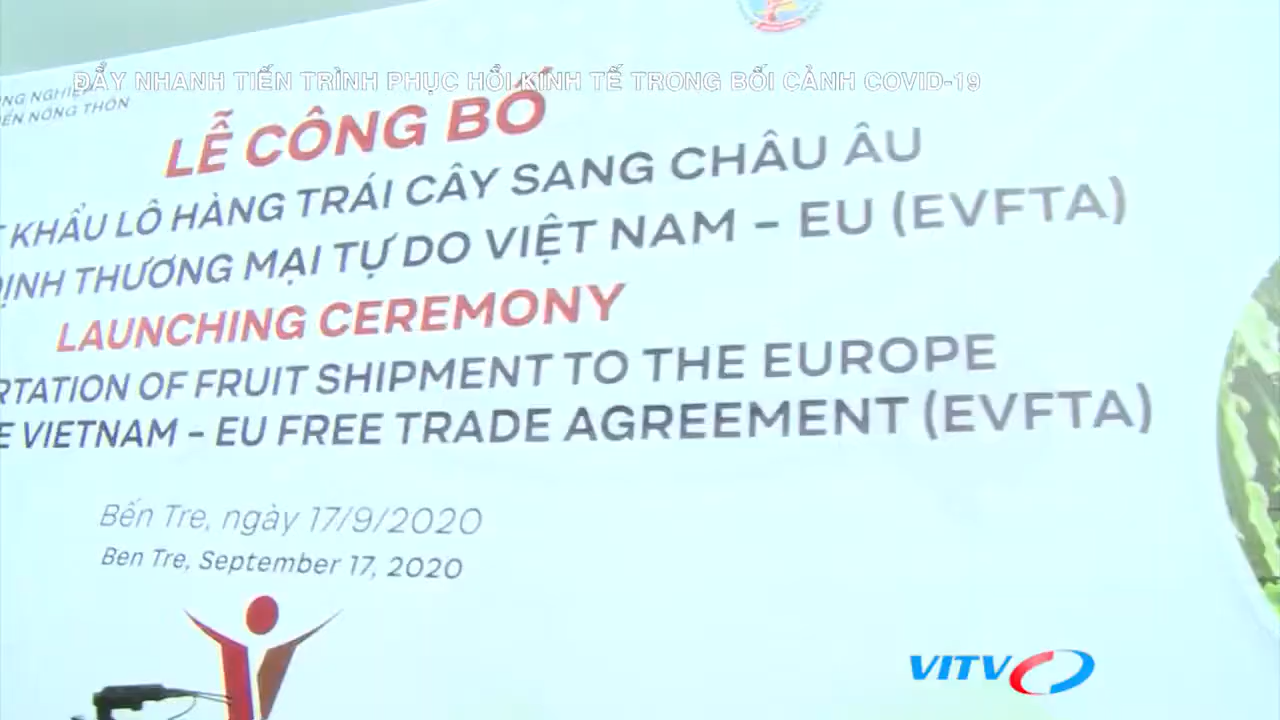 ĐẨY NHANH TIẾN TRÌNH PHỤC HỒI KINH TẾ TRONG BỐI CẢNH COVID-19
NÔNG THÔN
LỄ CÔNG BỐ
KHẨU LÔ HÀNG TRÁI CÂY SANG CHÂU ÂU
THƯƠNG MẠI TỰ DO VIỆT NAM – EU (EVFTA)
LAUNCHING CEREMONY
OF FRUIT SHIPMENT TO THE EUROPE
VIETNAM – EU FREE TRADE AGREEMENT (EVFTA)
Bến Tre, ngày 17/9/2020
Ben Tre, September 17, 2020
VITV